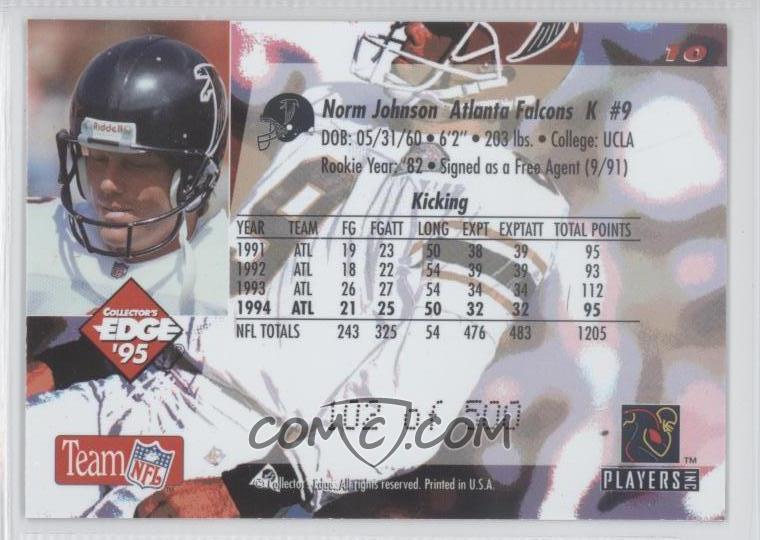 10
Riddell
Norm Johnson Atlanta Falcons K #9
DOB: 05/31/60 • 6'2" • 203 lbs. • College: UCLA
Rookie Year: '82 • Signed as a Free Agent (9/91)
Kicking
YEAR TEAM FG FGATT LONG EXPT EXPTATT TOTAL POINTS
1991 ATL 19 23 50 38 39 95
1992 ATL 18 22 54 39 39 93
1993 ATL 26 27 54 34 34 112
1994 ATL 21 25 50 32 32 95
NFL TOTALS 243 325 54 476 483 1205
COLLECTOR'S
EDGE
'95
102 of 500
COMC.COM
Team NFL
TM
PLAYERS INC
© Collector's Edge. All rights reserved. Printed in U.S.A.